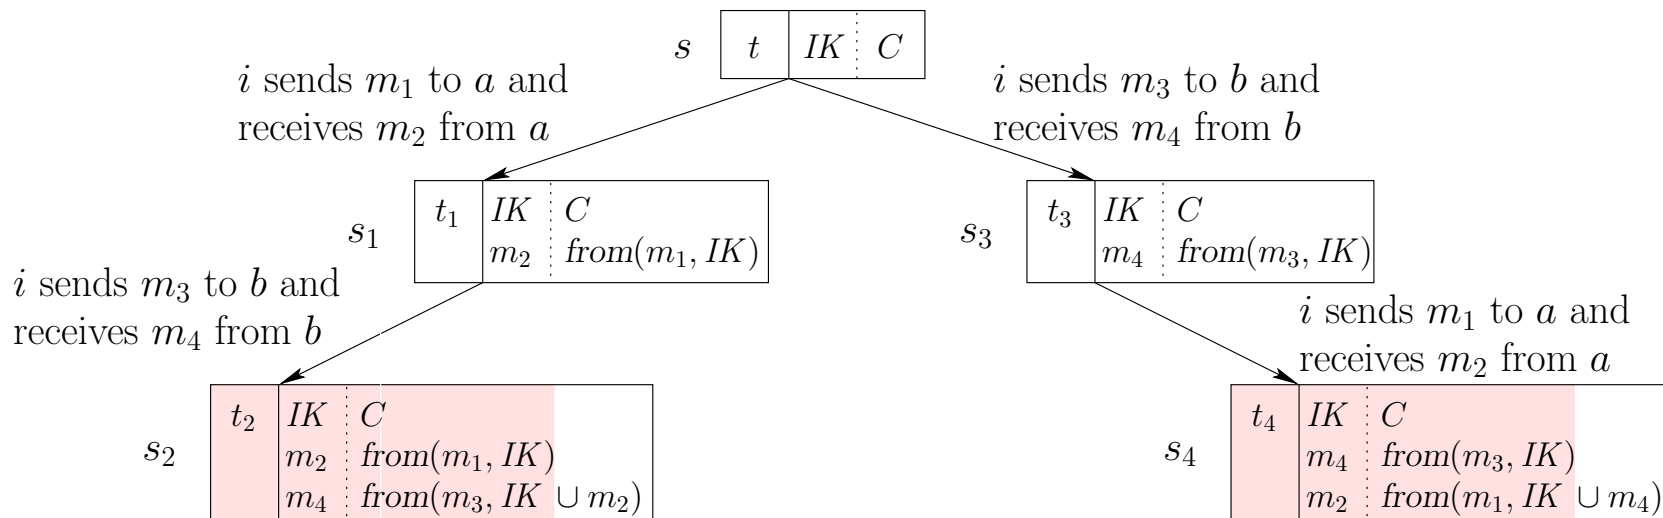 s t IK C
i sends m₁ to a and
receives m₂ from a
i sends m₃ to b and
receives m₄ from b
s₁ t₁ IK C
m₂ from(m₁, IK)
s₃ t₃ IK C
m₄ from(m₃, IK)
i sends m₃ to b and
receives m₄ from b
i sends m₁ to a and
receives m₂ from a
s₂ t₂ IK C
m₂ from(m₁, IK)
m₄ from(m₃, IK ∪ m₂)
s₄ t₄ IK C
m₄ from(m₃, IK)
m₂ from(m₁, IK ∪ m₄)